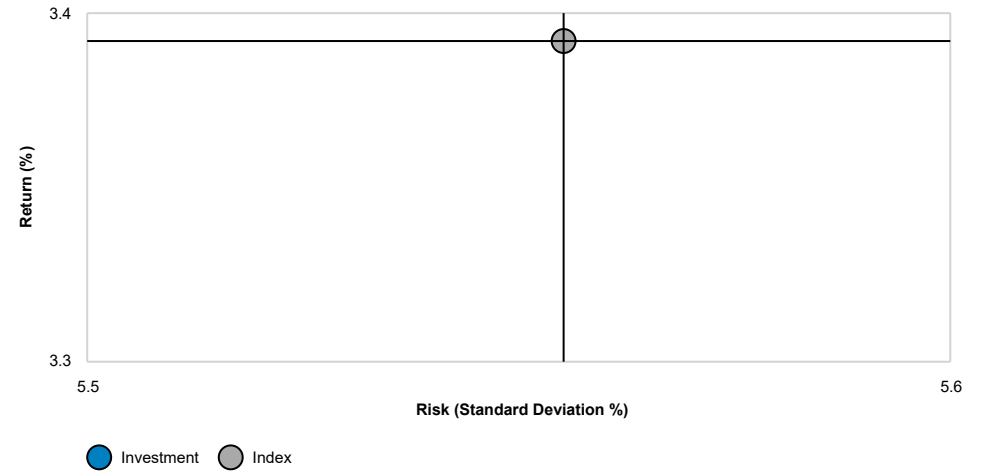 3.4
Return (%)
3.3
5.5
5.6
Risk (Standard Deviation %)
Investment
Index